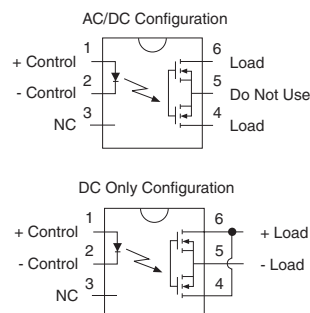 AC/DC Configuration
1 6
+ Control Load
2 5
- Control Do Not Use
3 4
NC Load
DC Only Configuration
1 6
+ Control + Load
2 5
- Control - Load
3 4
NC